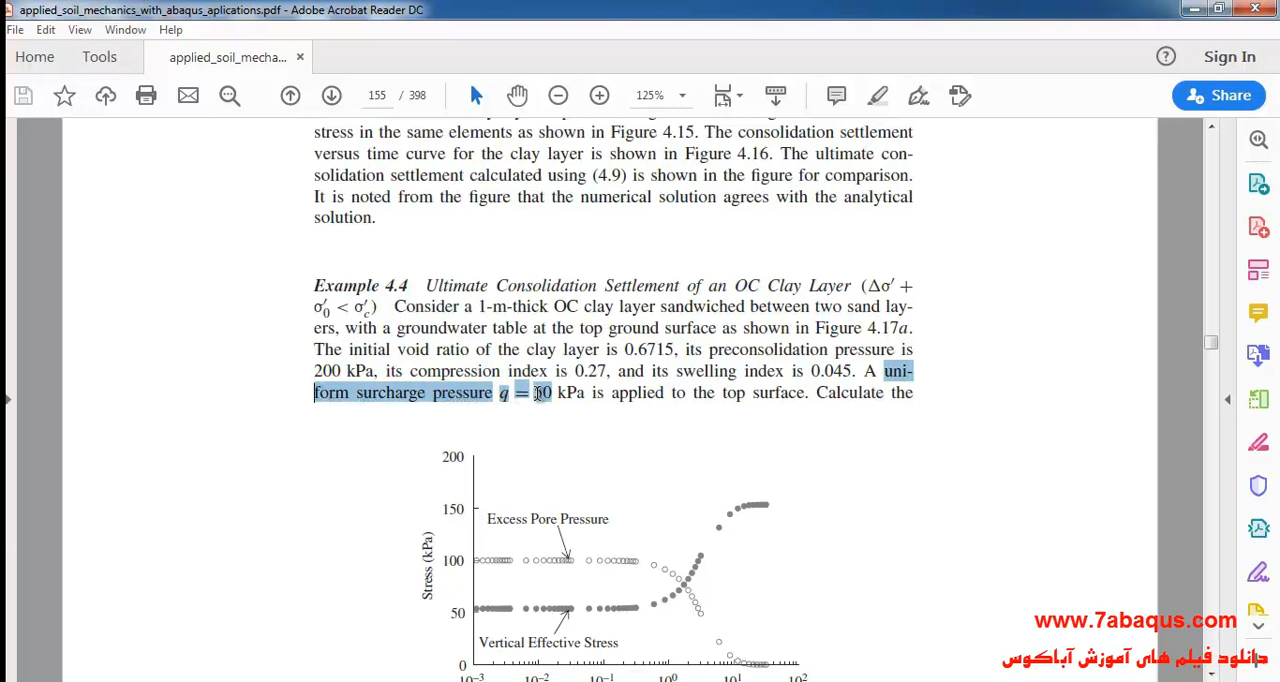 applied_soil_mechanics_with_abaqus_aplications.pdf - Adobe Acrobat Reader DC
File Edit View Window Help
Home Tools applied_soil_mecha... × ? Sign In
155 / 398 125% Share
stress in the same elements as shown in Figure 4.15. The consolidation settlement
versus time curve for the clay layer is shown in Figure 4.16. The ultimate con-
solidation settlement calculated using (4.9) is shown in the figure for comparison.
It is noted from the figure that the numerical solution agrees with the analytical
solution.
Example 4.4 Ultimate Consolidation Settlement of an OC Clay Layer (Δσ′ +
σ′0 < σ′c) Consider a 1-m-thick OC clay layer sandwiched between two sand lay-
ers, with a groundwater table at the top ground surface as shown in Figure 4.17a.
The initial void ratio of the clay layer is 0.6715, its preconsolidation pressure is
200 kPa, its compression index is 0.27, and its swelling index is 0.045. A uni-
form surcharge pressure q = kPa is applied to the top surface. Calculate the
200
150
100
50
0
Stress (kPa)
Excess Pore Pressure
Vertical Effective Stress
10⁻³ 10⁻² 10⁻¹ 10⁰ 10¹ 10²
www.7abaqus.com
دانلود فیلم های آموزش آباکوس